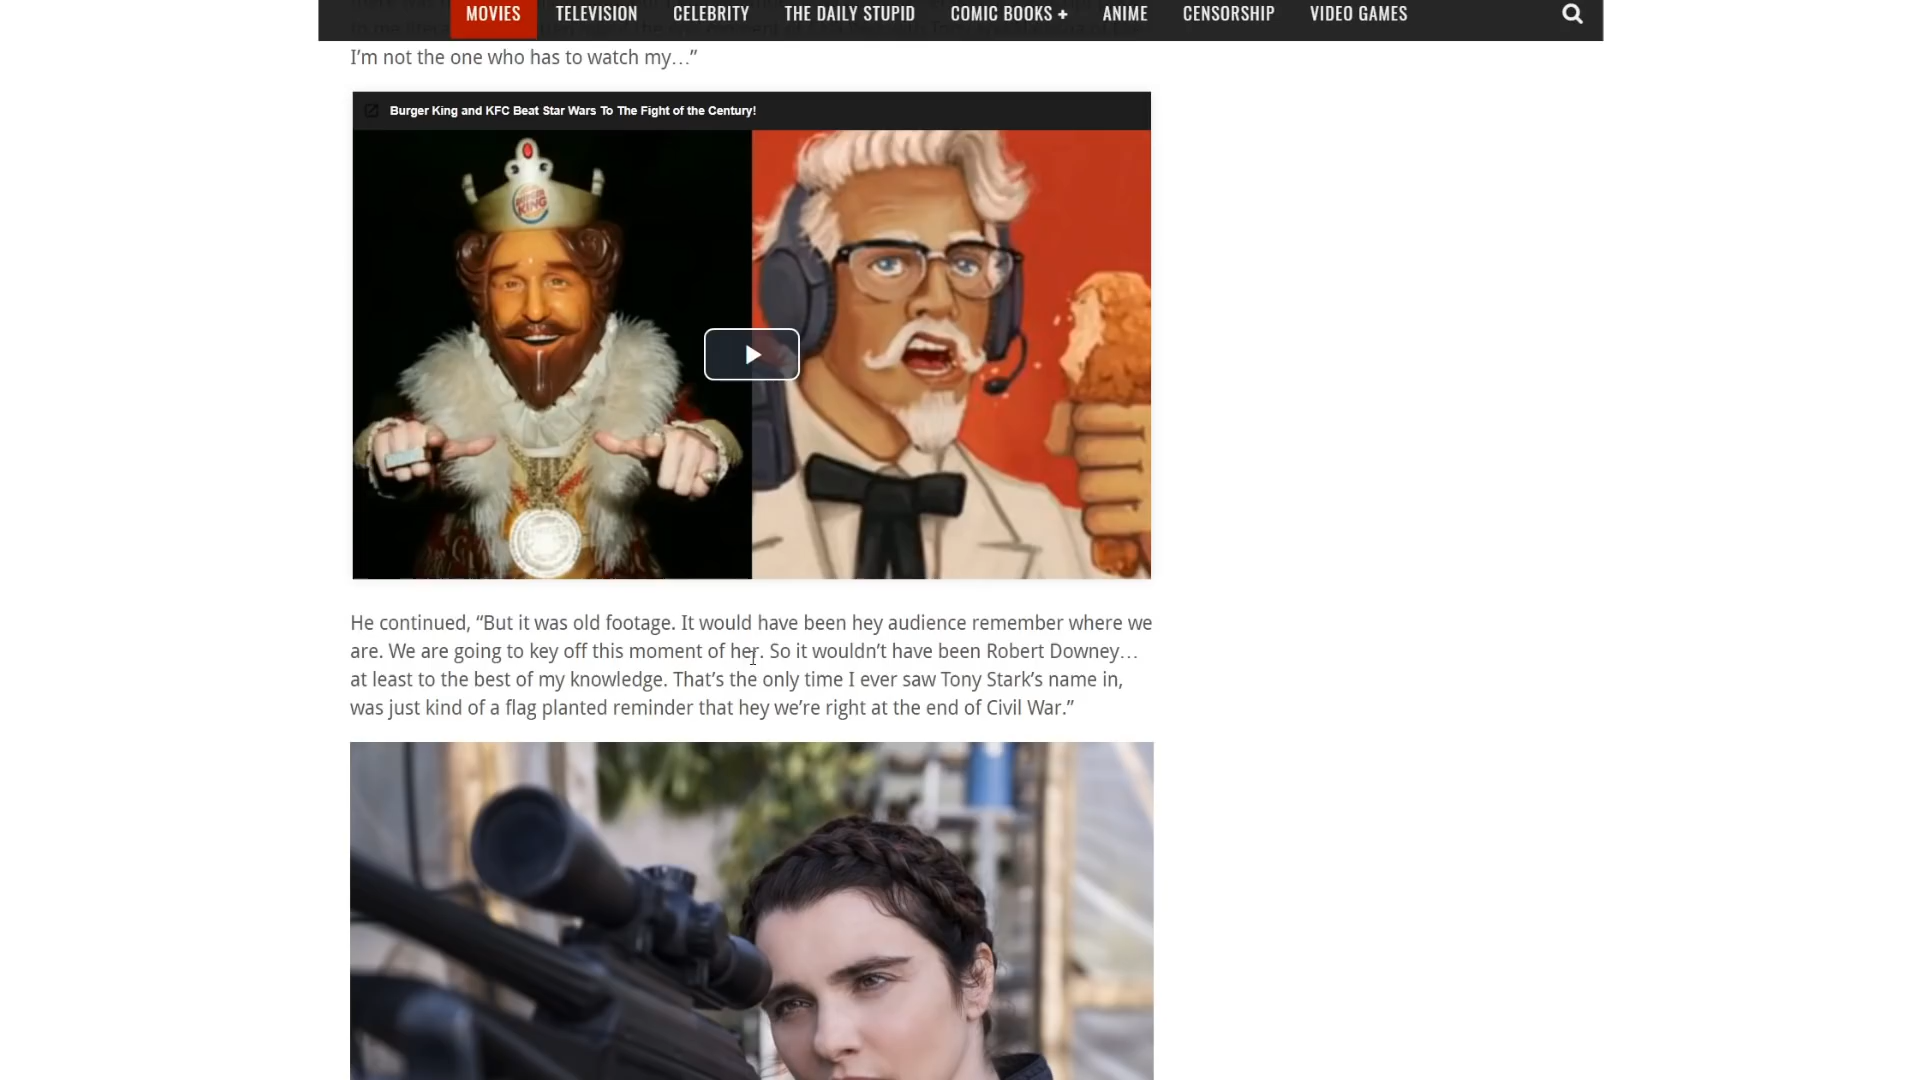 MOVIES TELEVISION CELEBRITY THE DAILY STUPID COMIC BOOKS + ANIME CENSORSHIP VIDEO GAMES
I’m not the one who has to watch my…”
Burger King and KFC Beat Star Wars To The Fight of the Century!
BURGER
KING
He continued, “But it was old footage. It would have been hey audience remember where we
are. We are going to key off this moment of her. So it wouldn’t have been Robert Downey…
at least to the best of my knowledge. That’s the only time I ever saw Tony Stark’s name in,
was just kind of a flag planted reminder that hey we’re right at the end of Civil War.”